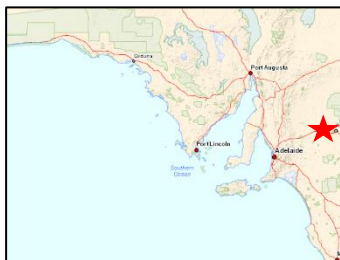 Ceduna
Port Augusta
Port Lincoln
Adelaide
Southern
Ocean